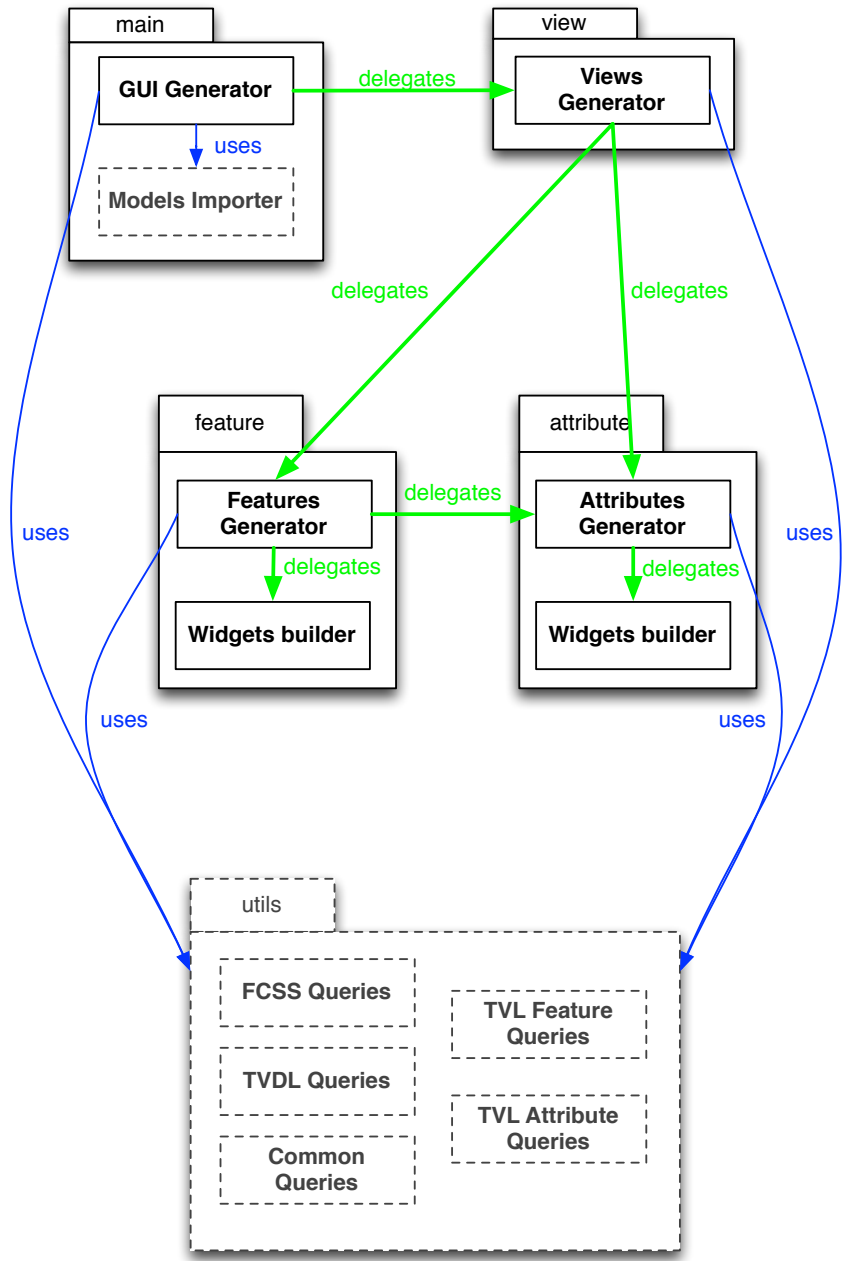 main
view
GUI Generator
delegates
Views
Generator
uses
Models Importer
delegates
delegates
feature
attribute
Features
Generator
delegates
Attributes
Generator
uses
uses
delegates
delegates
Widgets builder
Widgets builder
uses
uses
utils
FCSS Queries
TVL Feature
Queries
TVDL Queries
TVL Attribute
Queries
Common
Queries